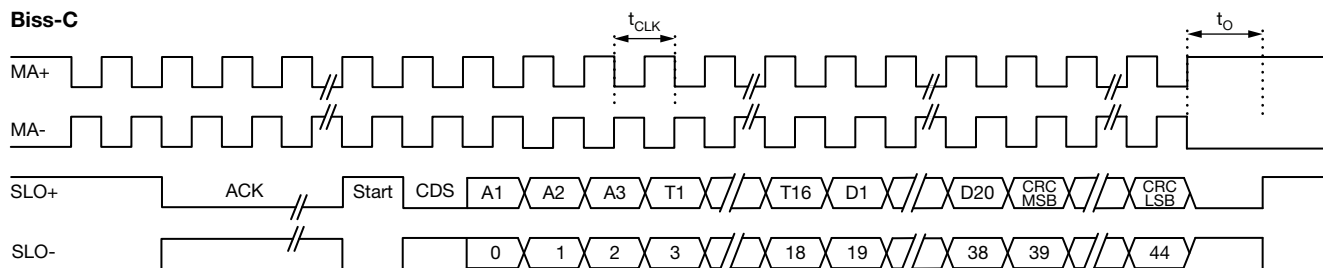 Biss-C
tCLK
tO
MA+
MA-
SLO+ ACK Start CDS A1 A2 A3 T1 T16 D1 D20 CRC MSB CRC LSB
SLO- 0 1 2 3 18 19 38 39 44